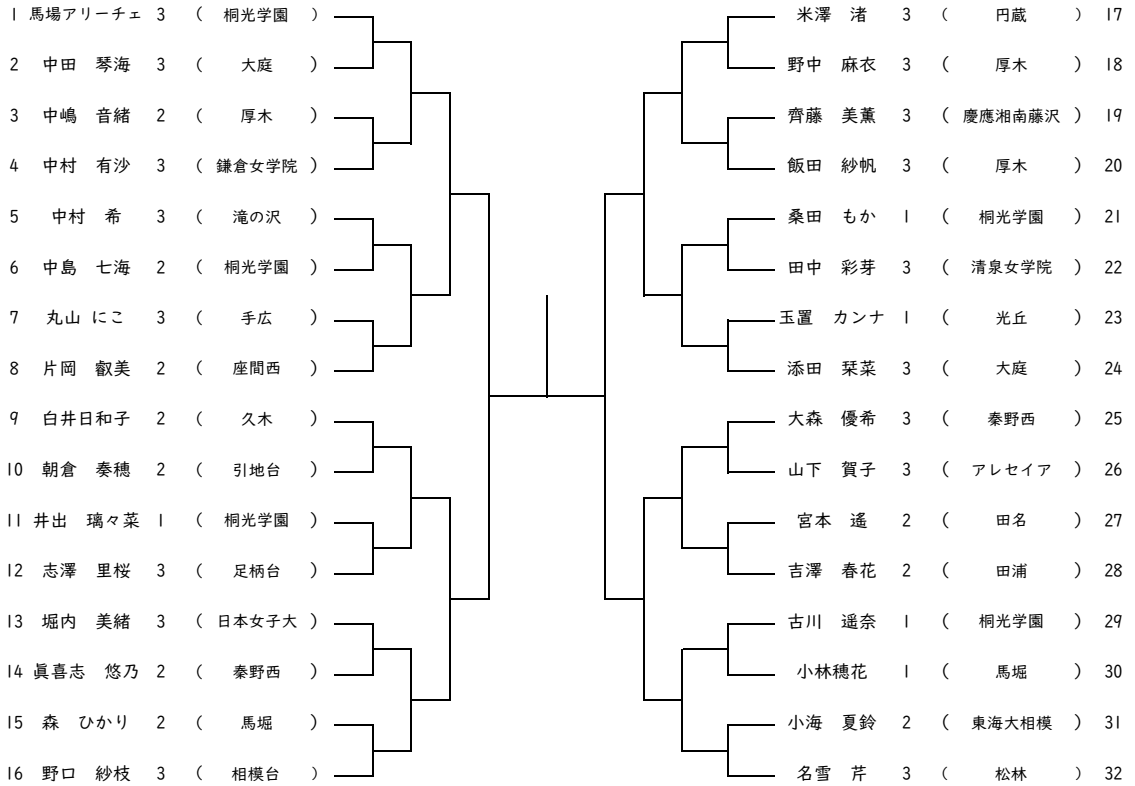 1 馬場アリーチェ 3 ( 桐光学園 )
2 中田 琴海 3 ( 大庭 )
3 中嶋 音緒 2 ( 厚木 )
4 中村 有沙 3 ( 鎌倉女学院 )
5 中村 希 3 ( 滝の沢 )
6 中島 七海 2 ( 桐光学園 )
7 丸山 にこ 3 ( 手広 )
8 片岡 叡美 2 ( 座間西 )
9 白井日和子 2 ( 久木 )
10 朝倉 奏穂 2 ( 引地台 )
11 井出 璃々菜 1 ( 桐光学園 )
12 志澤 里桜 3 ( 足柄台 )
13 堀内 美緒 3 ( 日本女子大 )
14 眞喜志 悠乃 2 ( 秦野西 )
15 森 ひかり 2 ( 馬堀 )
16 野口 紗枝 3 ( 相模台 )
米澤 渚 3 ( 円蔵 ) 17
野中 麻衣 3 ( 厚木 ) 18
齊藤 美薫 3 ( 慶應湘南藤沢 ) 19
飯田 紗帆 3 ( 厚木 ) 20
桑田 もか 1 ( 桐光学園 ) 21
田中 彩芽 3 ( 清泉女学院 ) 22
玉置 カンナ 1 ( 光丘 ) 23
添田 栞菜 3 ( 大庭 ) 24
大森 優希 3 ( 秦野西 ) 25
山下 賀子 3 ( アレセイア ) 26
宮本 遙 2 ( 田名 ) 27
吉澤 春花 2 ( 田浦 ) 28
古川 遥奈 1 ( 桐光学園 ) 29
小林穂花 1 ( 馬堀 ) 30
小海 夏鈴 2 ( 東海大相模 ) 31
名雪 芹 3 ( 松林 ) 32